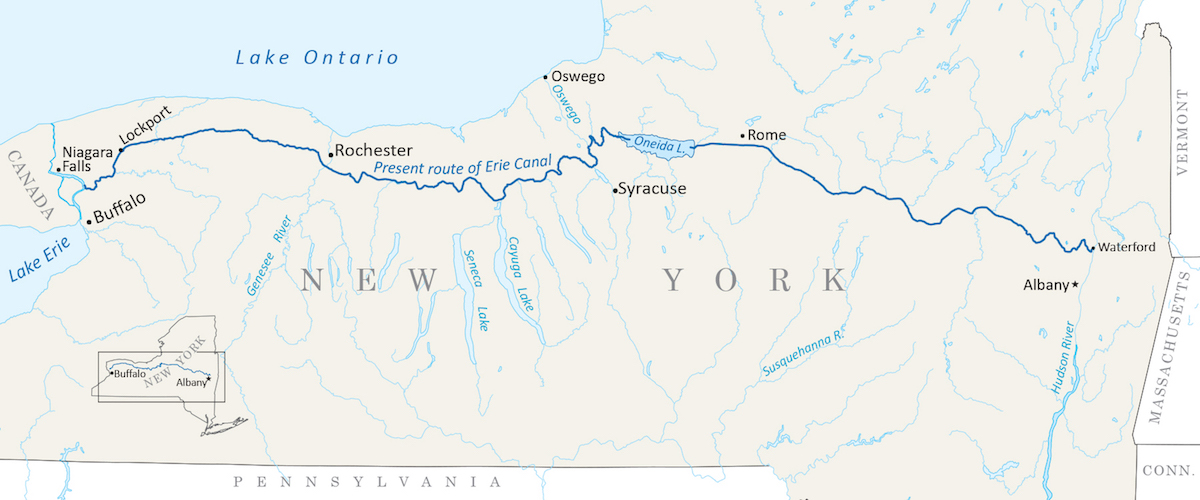 Lake Ontario
Oswego
Oswego
Lockport
Niagara
Falls
Rochester
Present route of Erie Canal
Oneida L.
Rome
VERMONT
CANADA
Buffalo
Syracuse
Lake Erie
Genesee River
Seneca Lake
Cayuga Lake
NEW YORK
Waterford
Albany
Susquehanna R.
Hudson River
MASSACHUSETTS
NEW YORK
Buffalo
Albany
PENNSYLVANIA
CONN.